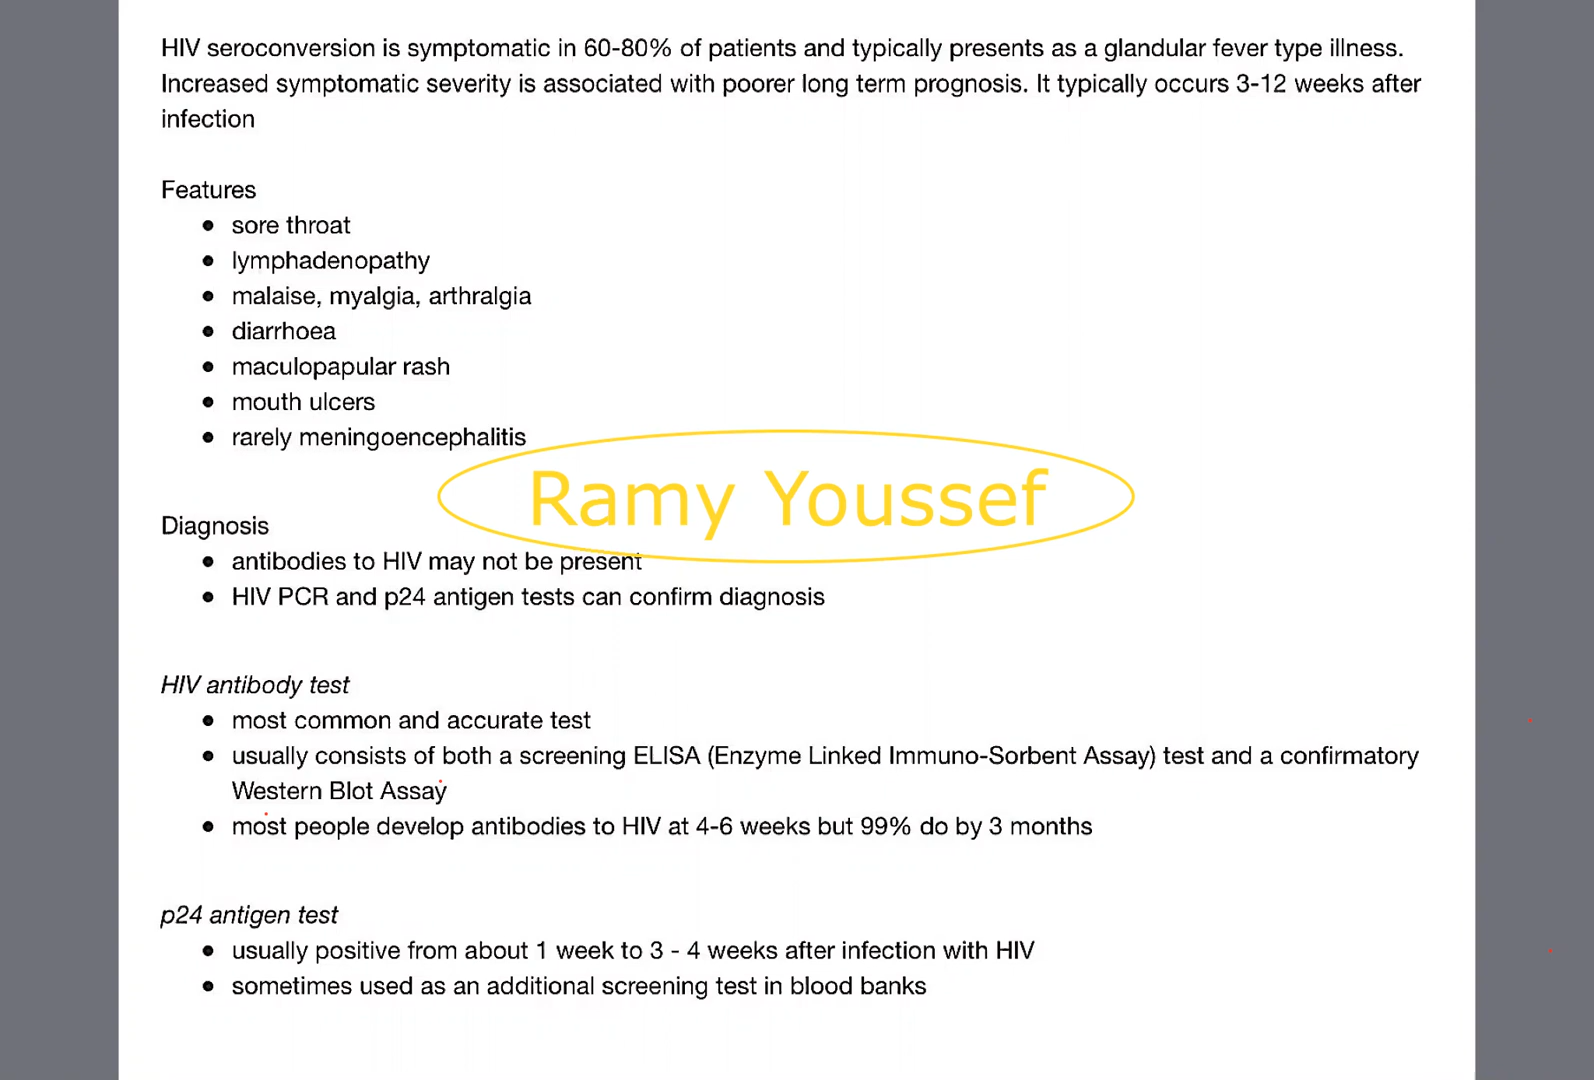 HIV seroconversion is symptomatic in 60-80% of patients and typically presents as a glandular fever type illness.
Increased symptomatic severity is associated with poorer long term prognosis. It typically occurs 3-12 weeks after
infection
Features
• sore throat
• lymphadenopathy
• malaise, myalgia, arthralgia
• diarrhoea
• maculopapular rash
• mouth ulcers
• rarely meningoencephalitis
Ramy Youssef
Diagnosis
• antibodies to HIV may not be present
• HIV PCR and p24 antigen tests can confirm diagnosis
HIV antibody test
• most common and accurate test
• usually consists of both a screening ELISA (Enzyme Linked Immuno-Sorbent Assay) test and a confirmatory
Western Blot Assay
• most people develop antibodies to HIV at 4-6 weeks but 99% do by 3 months
p24 antigen test
• usually positive from about 1 week to 3 - 4 weeks after infection with HIV
• sometimes used as an additional screening test in blood banks